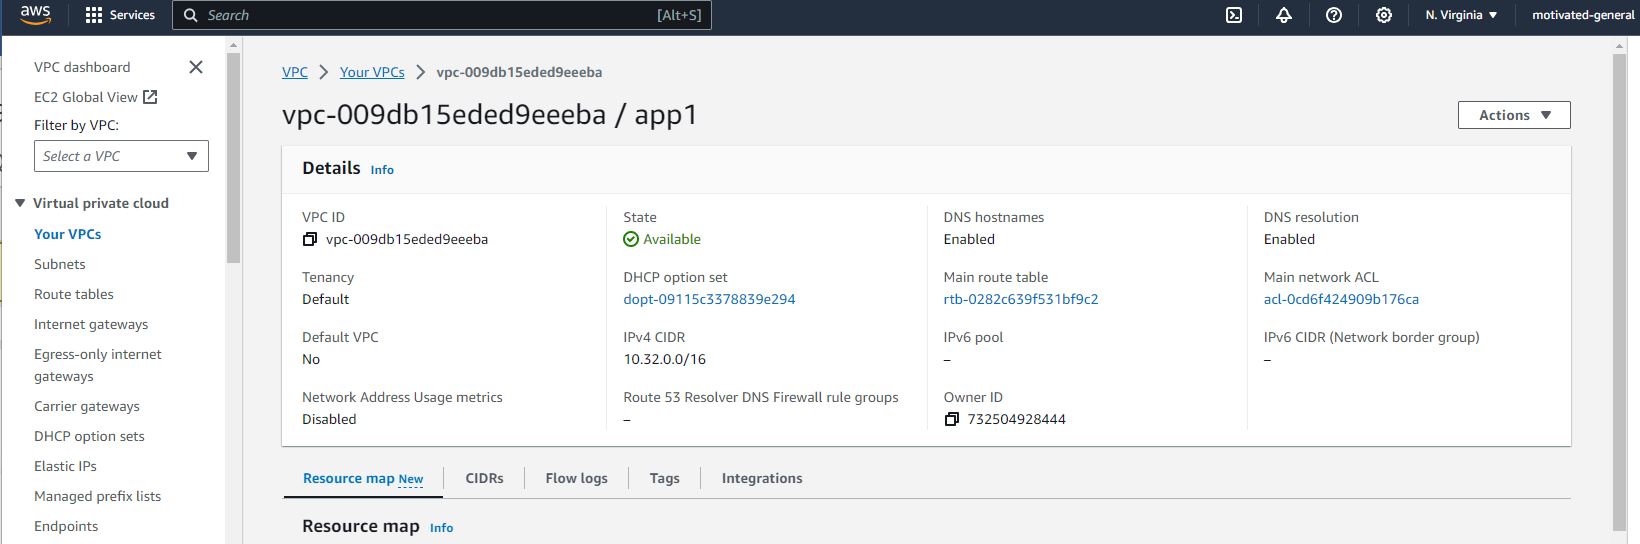 aws
Services
Search
[Alt+S]
N. Virginia
motivated-general
VPC dashboard
EC2 Global View
Filter by VPC:
Select a VPC
Virtual private cloud
Your VPCs
Subnets
Route tables
Internet gateways
Egress-only internet
gateways
Carrier gateways
DHCP option sets
Elastic IPs
Managed prefix lists
Endpoints
VPC
Your VPCs
vpc-009db15eded9eeeba
vpc-009db15eded9eeeba / app1
Actions
Details Info
VPC ID
vpc-009db15eded9eeeba
State
Available
DNS hostnames
Enabled
DNS resolution
Enabled
Tenancy
Default
DHCP option set
dopt-09115c3378839e294
Main route table
rtb-0282c639f531bf9c2
Main network ACL
acl-0cd6f424909b176ca
Default VPC
No
IPv4 CIDR
10.32.0.0/16
IPv6 pool
–
IPv6 CIDR (Network border group)
–
Network Address Usage metrics
Disabled
Route 53 Resolver DNS Firewall rule groups
–
Owner ID
732504928444
Resource map New
CIDRs
Flow logs
Tags
Integrations
Resource map Info